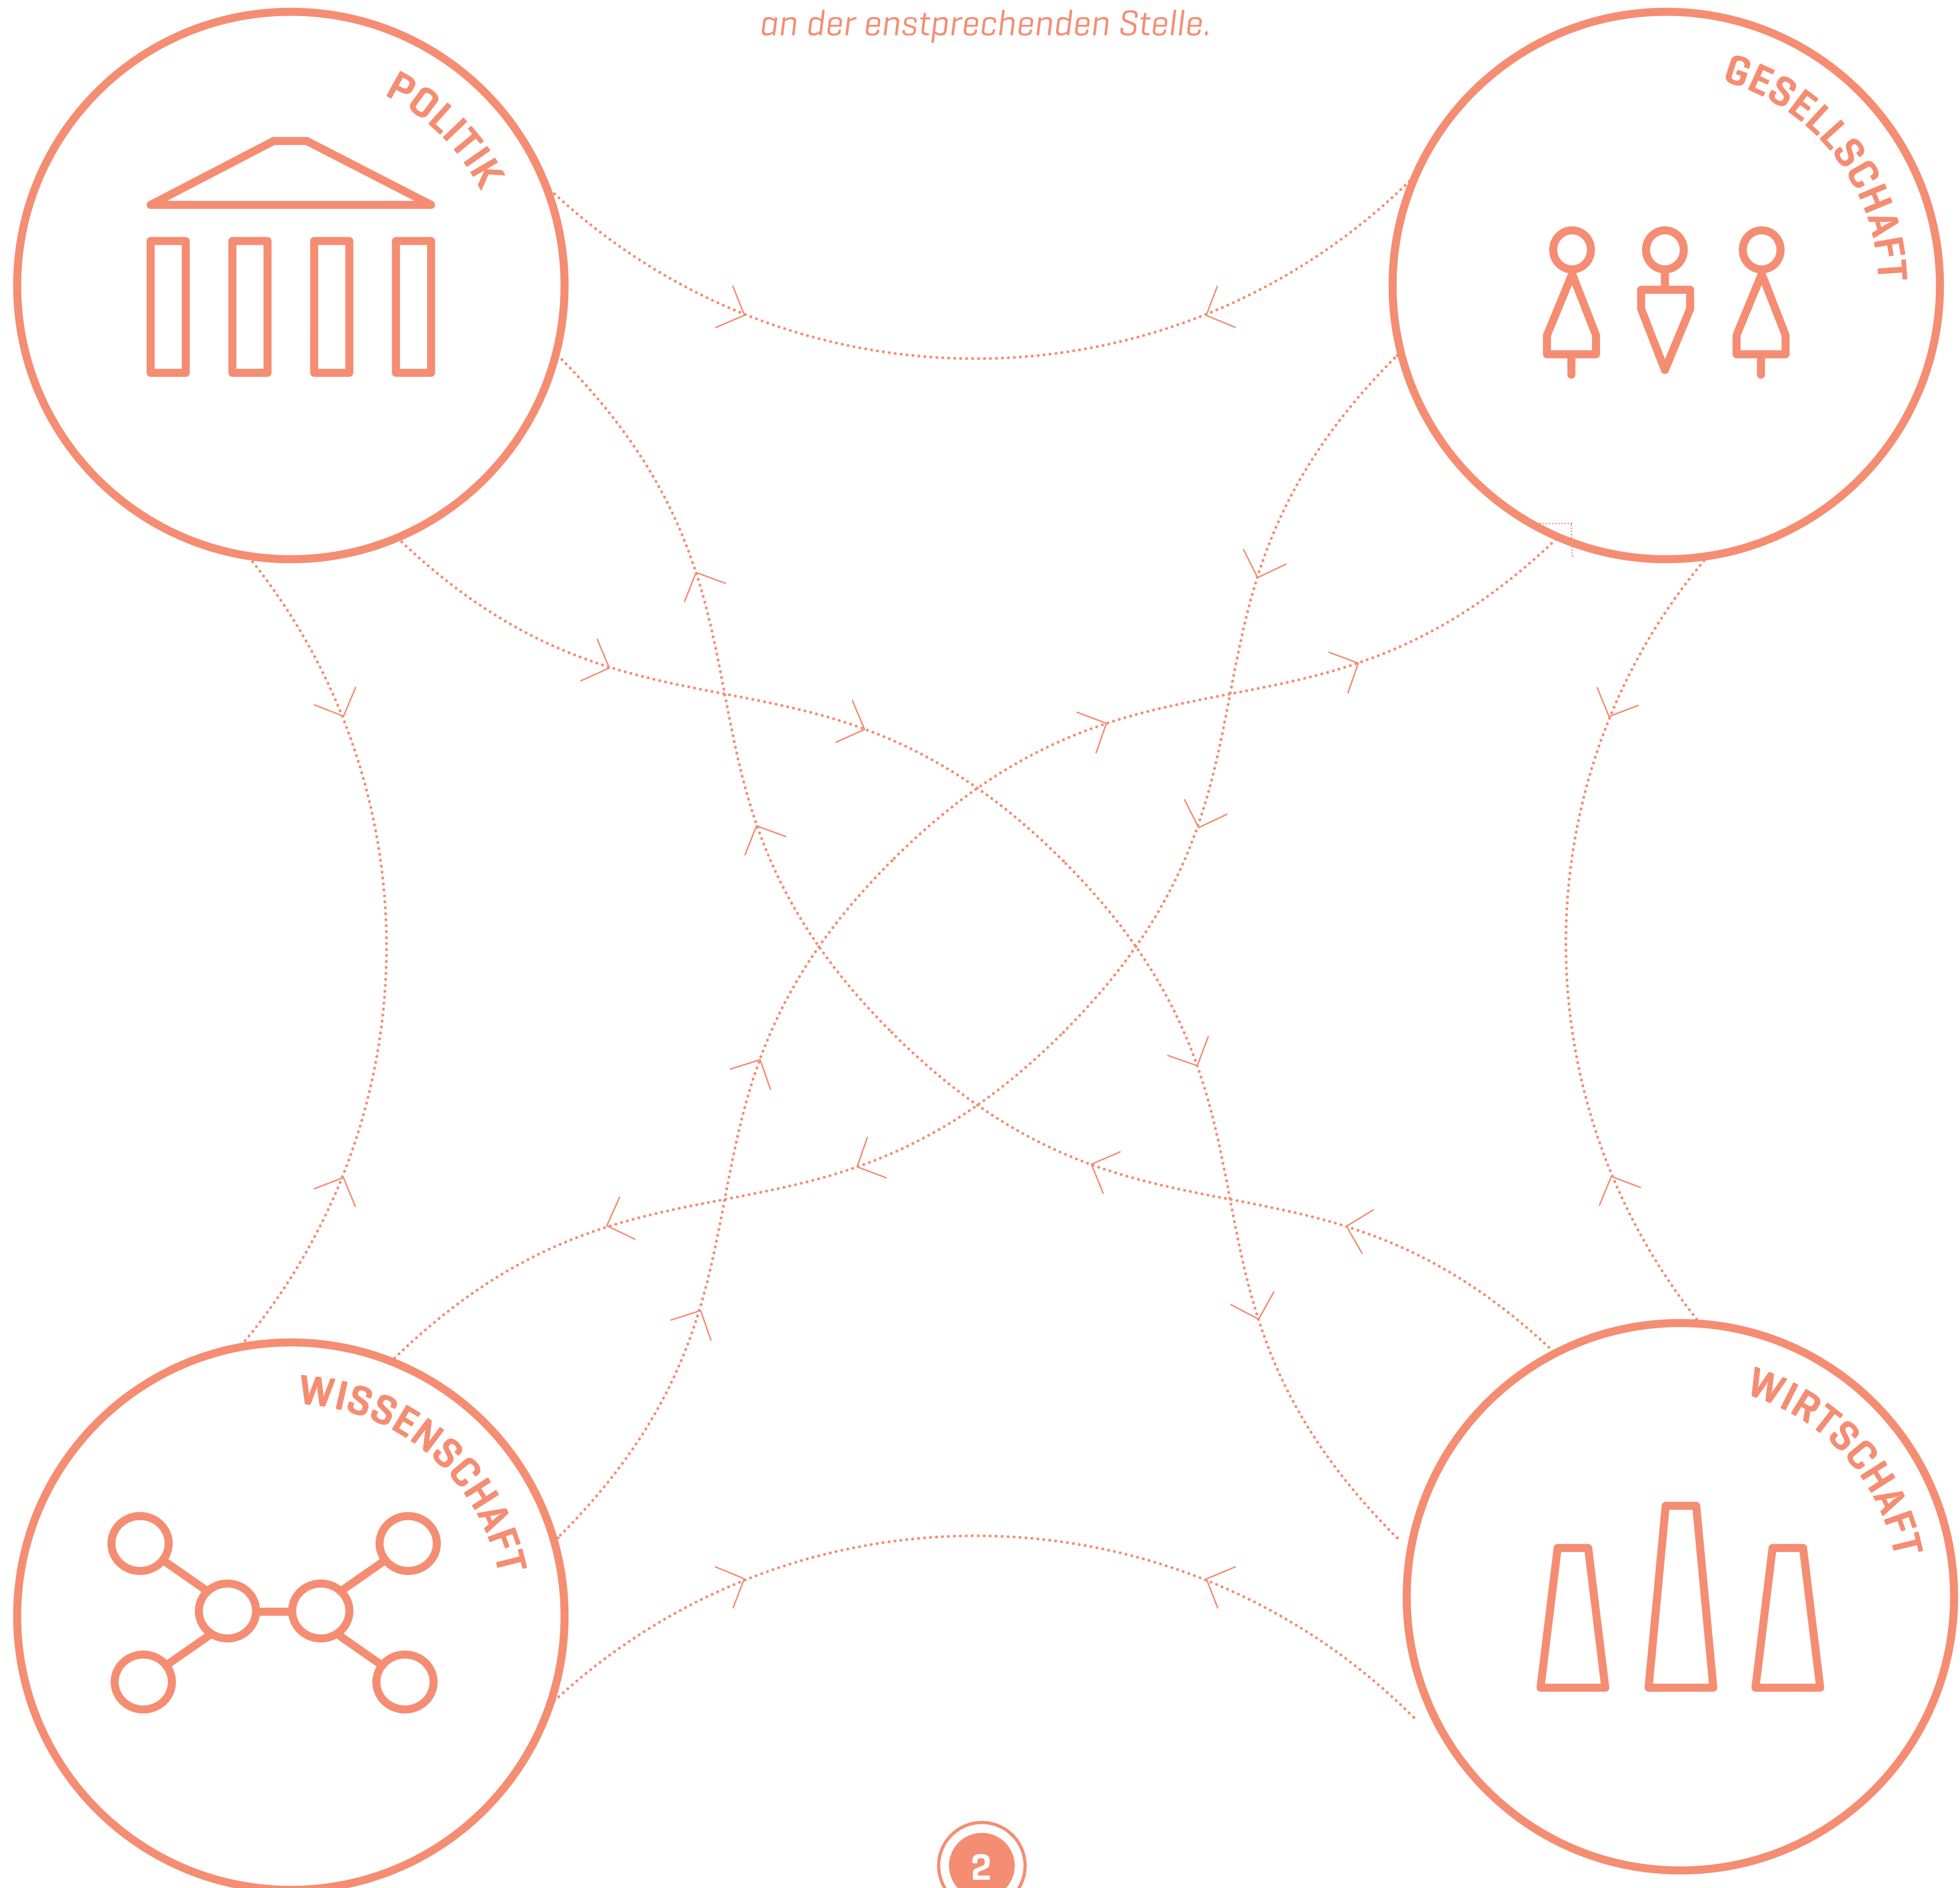 an der enstprechenden Stelle.
POLITIK
GESELLSCHAFT
WISSENSCHAFT
WIRTSCHAFT
2